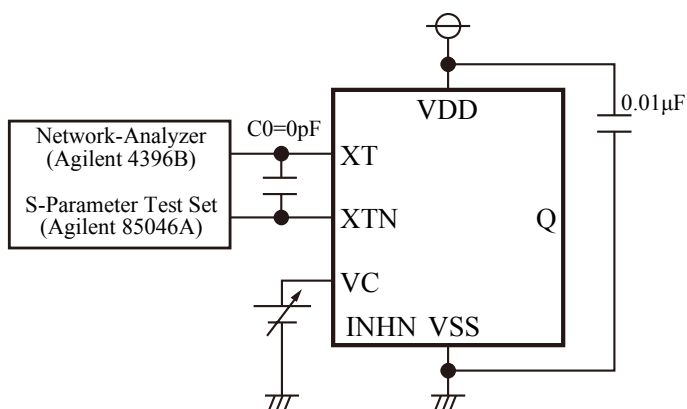 VDD
0.01μF
C0=0pF
Network-Analyzer
(Agilent 4396B)
XT
S-Parameter Test Set
(Agilent 85046A)
XTN
Q
VC
INHN VSS